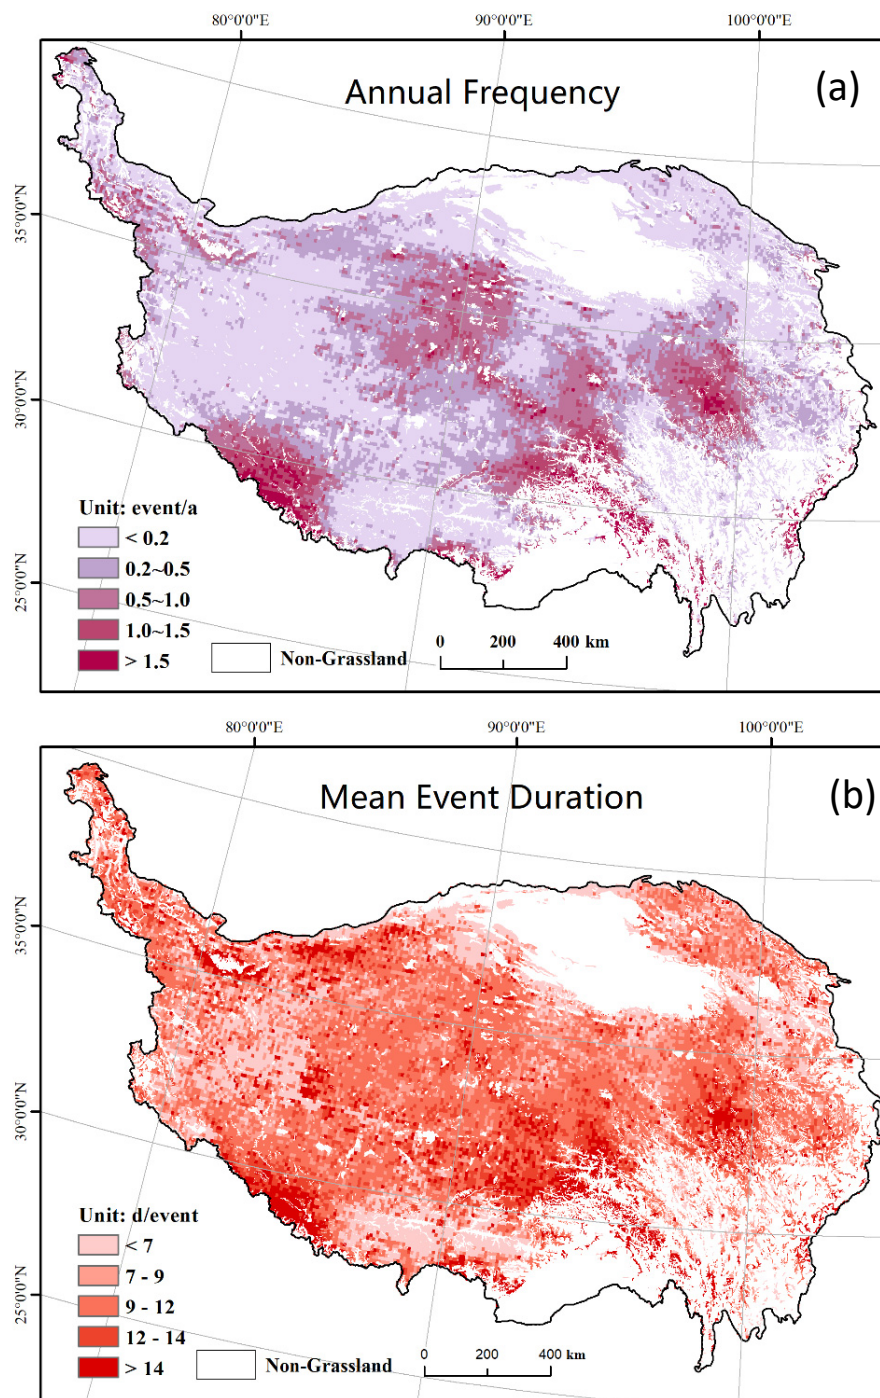 80°0'0"E 90°0'0"E 100°0'0"E
Annual Frequency
(a)
35°0'0"N
30°0'0"N
25°0'0"N
Unit: event/a
< 0.2
0.2~0.5
0.5~1.0
1.0~1.5
> 1.5
Non-Grassland
0 200 400 km
80°0'0"E 90°0'0"E 100°0'0"E
Mean Event Duration
(b)
35°0'0"N
30°0'0"N
25°0'0"N
Unit: d/event
< 7
7 - 9
9 - 12
12 - 14
> 14
Non-Grassland
0 200 400 km